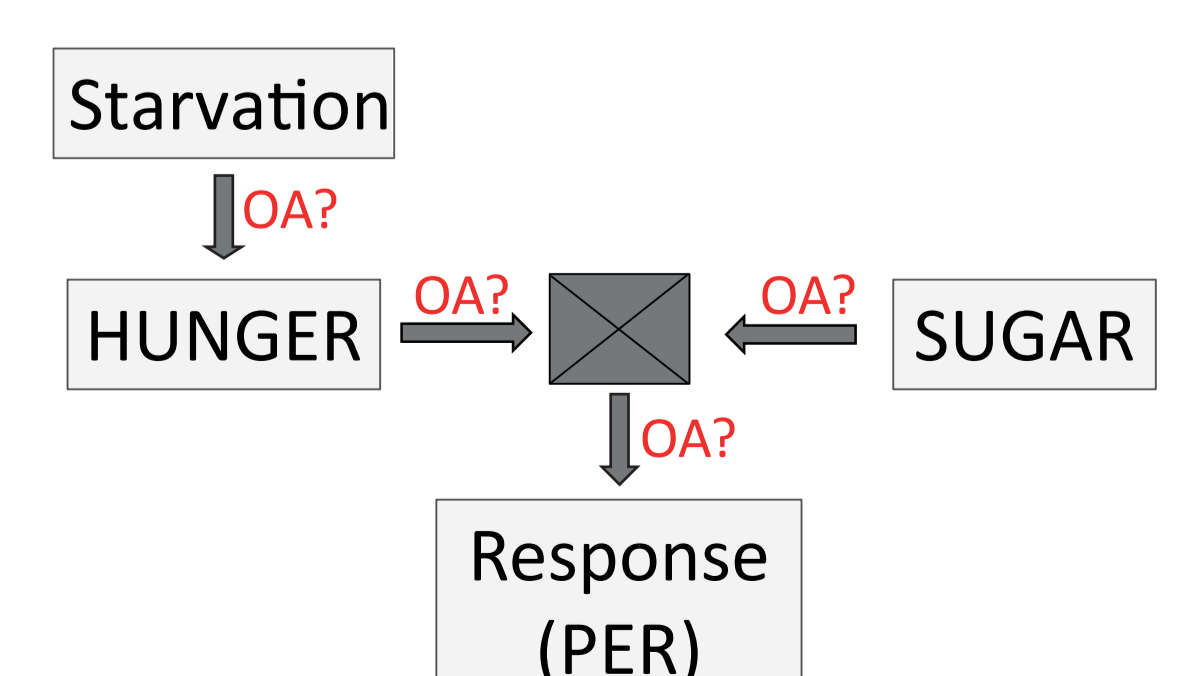 Starvation
OA?
HUNGER
OA?
OA?
SUGAR
OA?
Response
(PER)